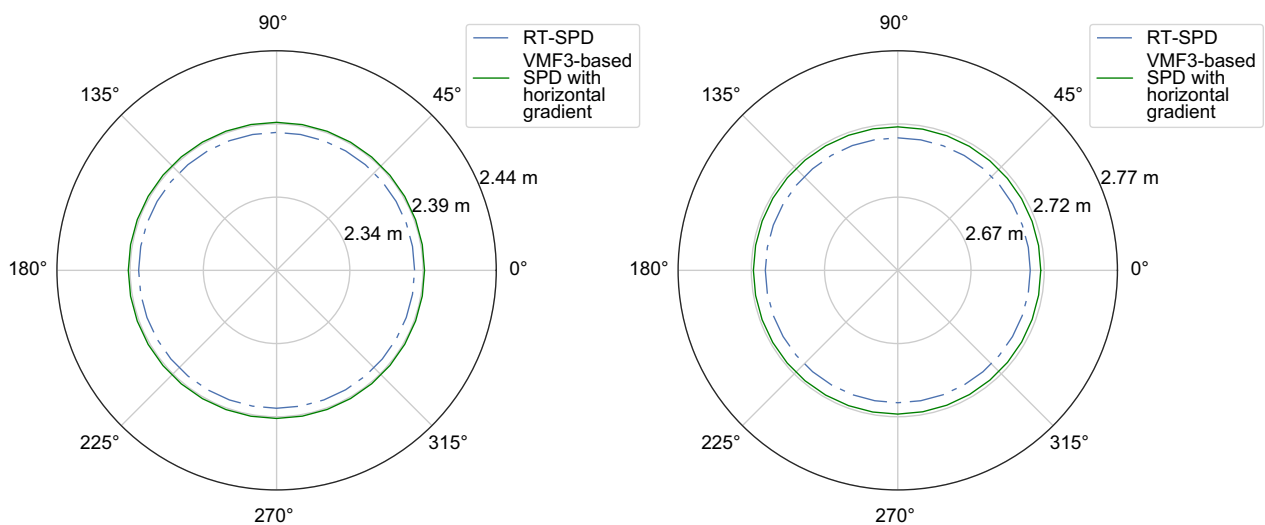 90°
RT-SPD
VMF3-based
SPD with
horizontal
gradient
135°
45°
2.44 m
2.39 m
2.34 m
180°
0°
225°
315°
270°
90°
RT-SPD
VMF3-based
SPD with
horizontal
gradient
135°
45°
2.77 m
2.72 m
2.67 m
180°
0°
225°
315°
270°